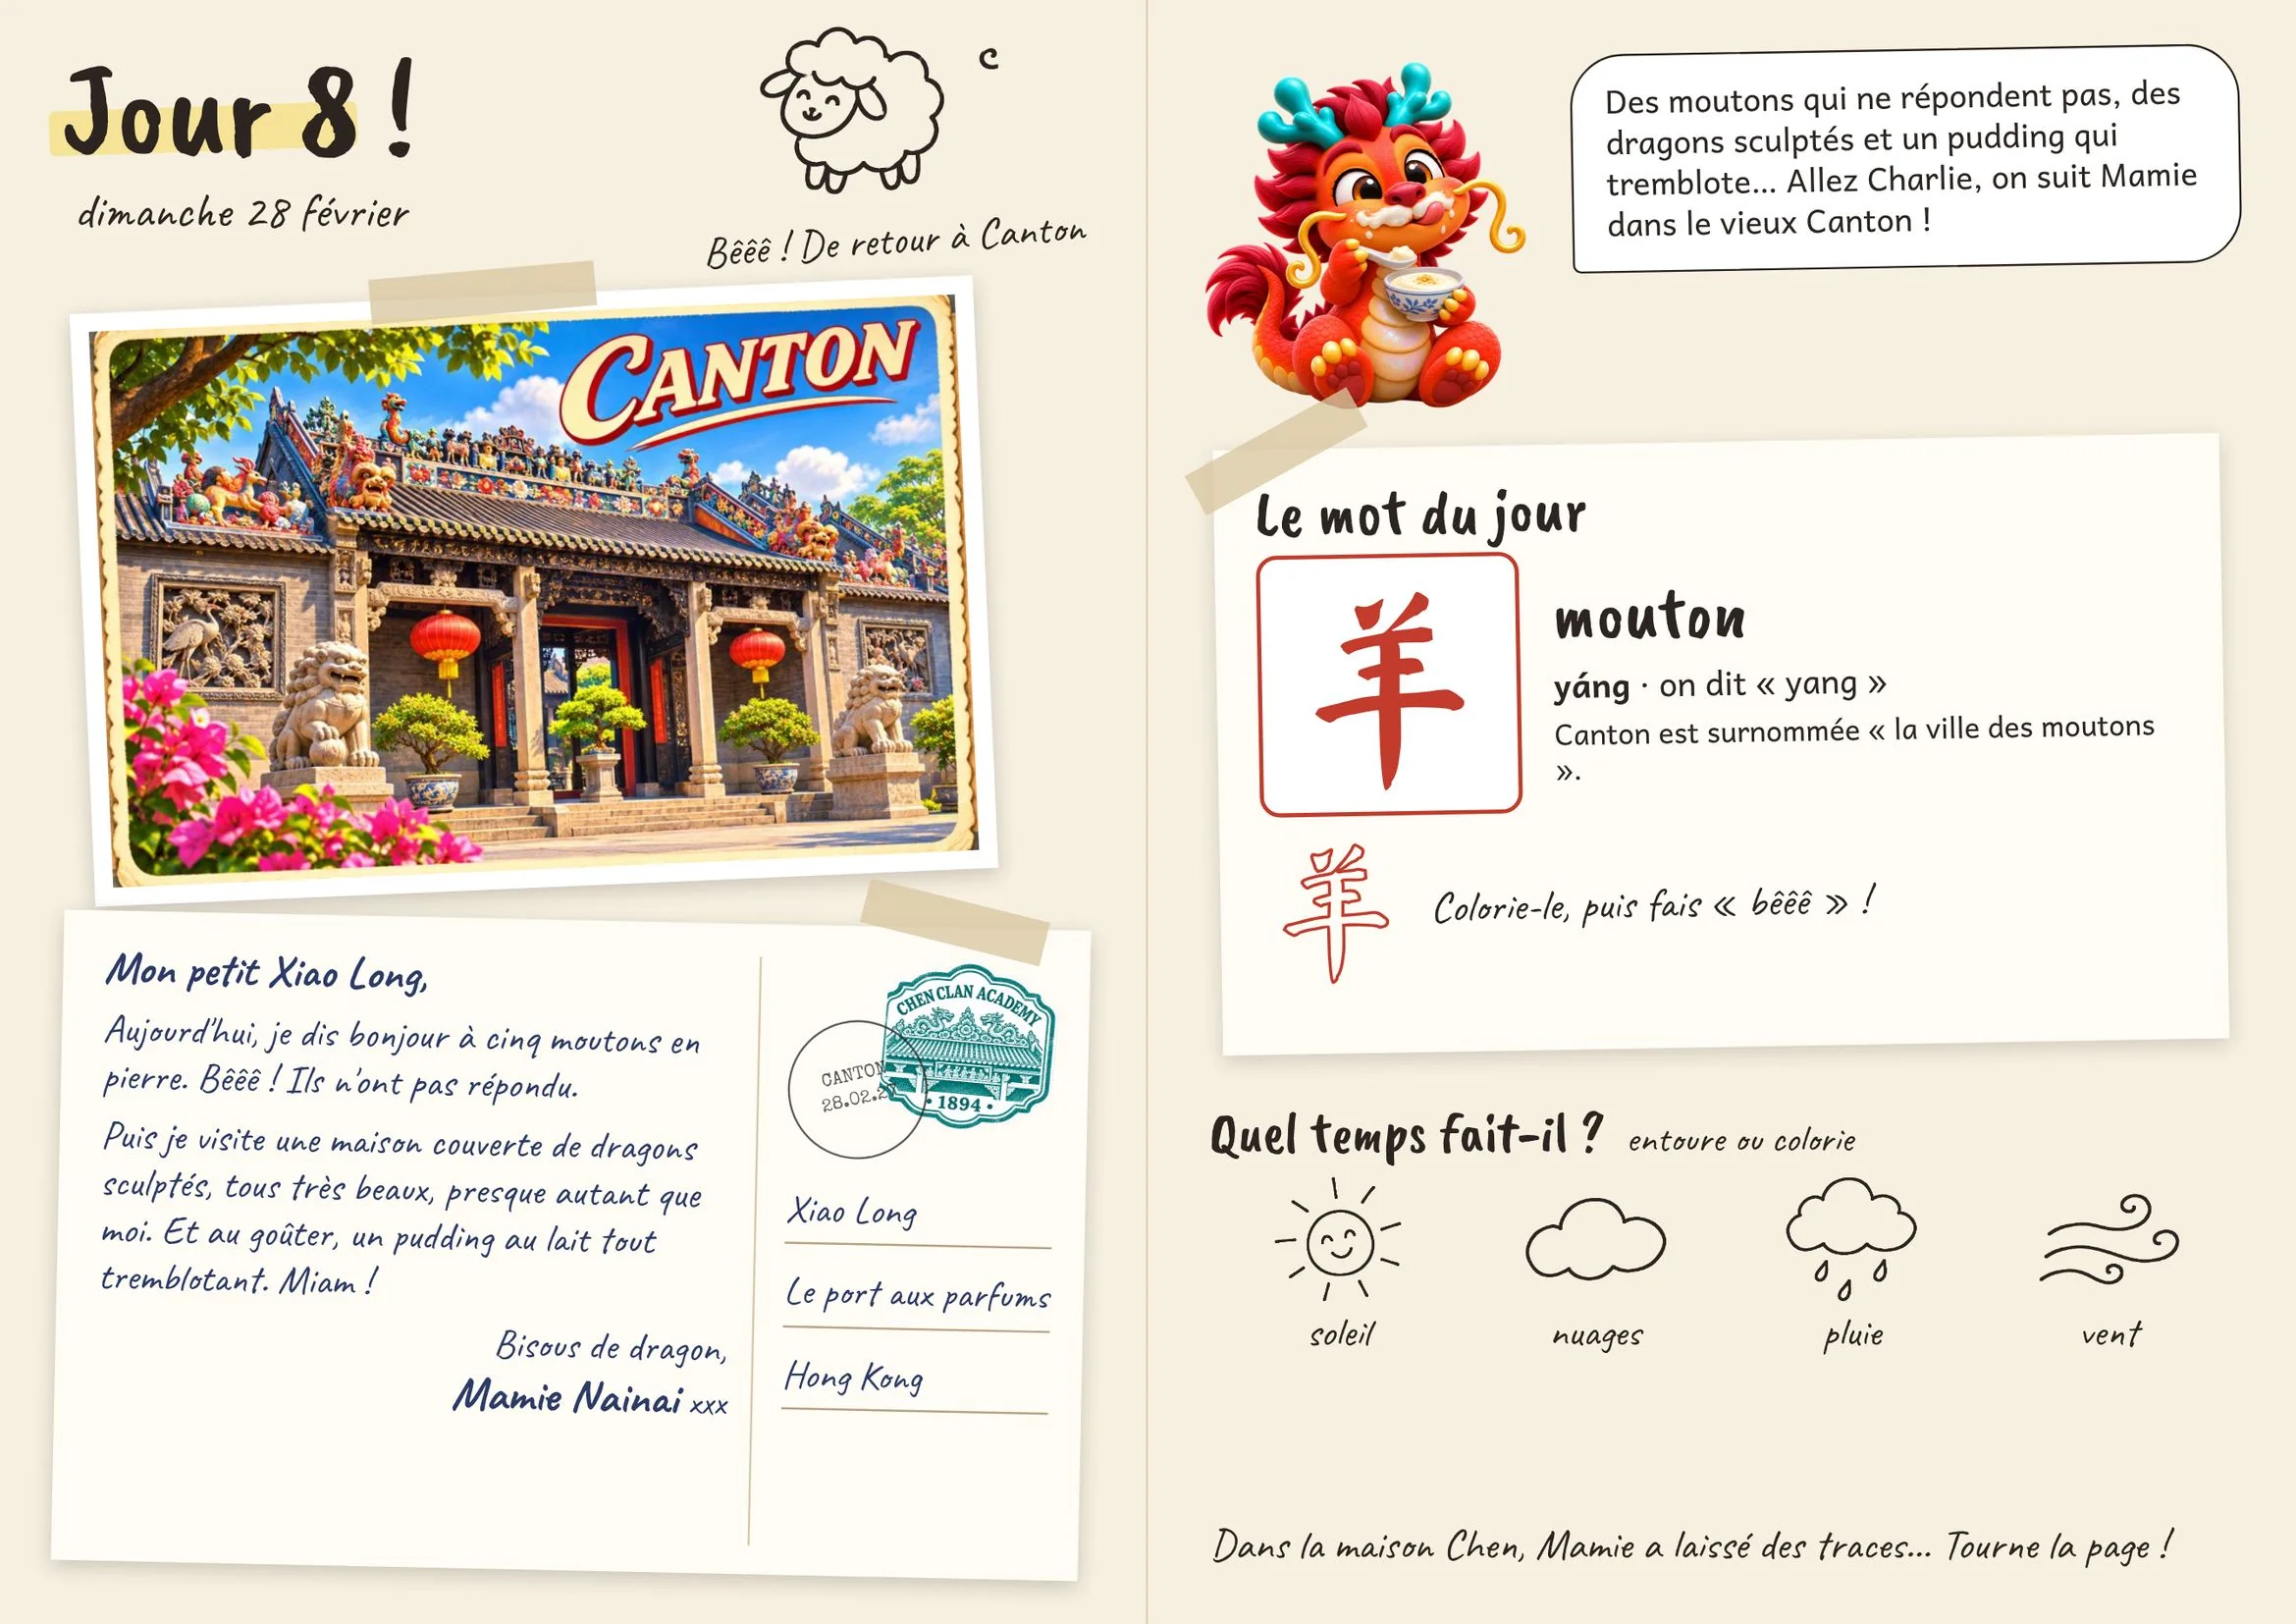 Jour 8 !
dimanche 28 février
Bêêê ! De retour à Canton
CANTON
Mon petit Xiao Long,
Aujourd'hui, je dis bonjour à cinq moutons en
pierre. Bêêê ! Ils n'ont pas répondu.
Puis je visite une maison couverte de dragons
sculptés, tous très beaux, presque autant que
moi. Et au goûter, un pudding au lait tout
tremblotant. Miam !
Bisous de dragon,
Mamie Nainai xxx
CHEN CLAN ACADEMY
• 1894 •
CANTON
Xiao Long
Le port aux parfums
Hong Kong
Des moutons qui ne répondent pas, des
dragons sculptés et un pudding qui
tremblote... Allez Charlie, on suit Mamie
dans le vieux Canton !
Le mot du jour
羊
mouton
yáng · on dit « yang »
Canton est surnommée « la ville des moutons
».
羊
Colorie-le, puis fais « bêêê » !
Quel temps fait-il ? entoure ou colorie
soleil
nuages
pluie
vent
Dans la maison Chen, Mamie a laissé des traces... Tourne la page !